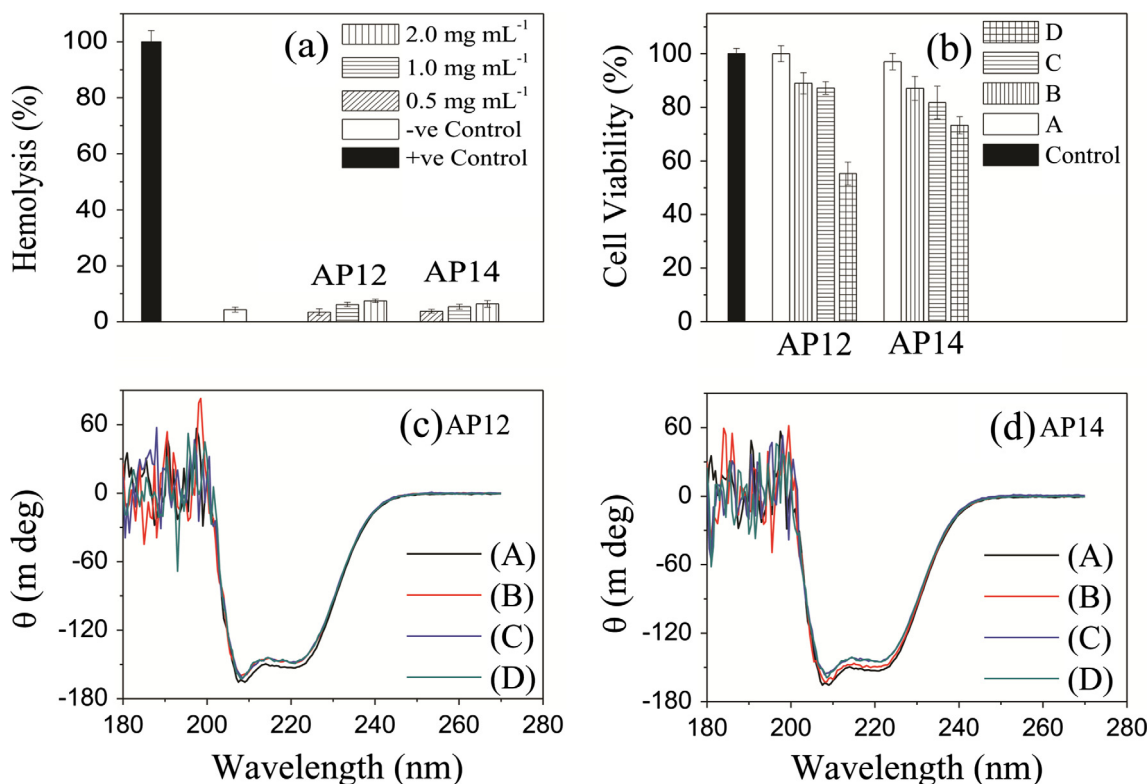 (a)
2.0 mg mL⁻¹
1.0 mg mL⁻¹
0.5 mg mL⁻¹
-ve Control
+ve Control
AP12 AP14
Hemolysis (%)
100
80
60
40
20
0
(b)
D
C
B
A
Control
Cell Viability (%)
100
80
60
40
20
0
AP12 AP14
(c) AP12
(A)
(B)
(C)
(D)
θ (m deg)
60
0
-60
-120
-180
180 200 220 240 260 280
Wavelength (nm)
(d) AP14
(A)
(B)
(C)
(D)
θ (m deg)
60
0
-60
-120
-180
180 200 220 240 260 280
Wavelength (nm)